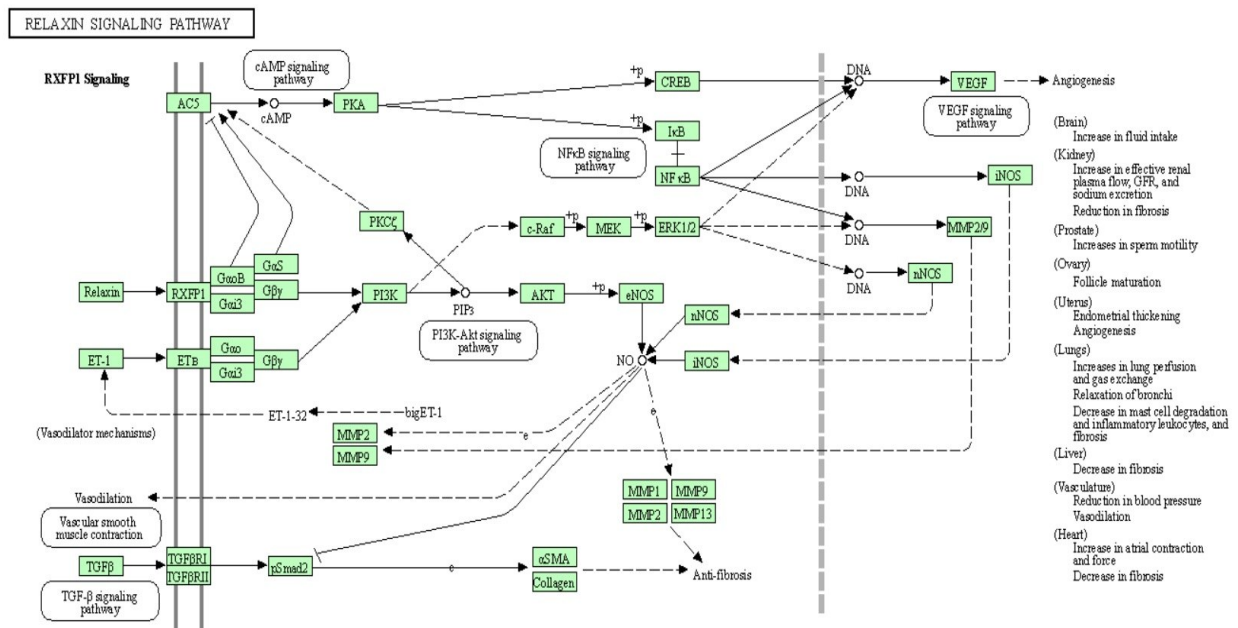 RELAXIN SIGNALING PATHWAY
RXFP1 Signaling
cAMP signaling
pathway
AC5
cAMP
PKA
+p
CREB
DNA
VEGF
Angiogenesis
VEGF signaling
pathway
+p
IκB
NFκB signaling
pathway
NFκB
DNA
iNOS
PKCζ
c-Raf
+p
MEK
+p
ERK1/2
DNA
MMP2/9
DNA
nNOS
Relaxin
RXFP1
GαoB
GαS
Gαi3
Gβγ
PI3K
PIP3
AKT
+p
eNOS
PI3K-Akt signaling
pathway
nNOS
ET-1
ETB
Gαo
Gαi3
Gβγ
NO
iNOS
ET-1-32
bigET-1
(Vasodilator mechanisms)
MMP2
MMP9
e
e
Vasodilation
MMP1
MMP9
MMP2
MMP13
Vascular smooth
muscle contraction
TGFβ
TGFβRI
TGFβRII
pSmad2
e
αSMA
Collagen
Anti-fibrosis
TGF-β signaling
pathway
(Brain)
Increase in fluid intake
(Kidney)
Increase in effective renal
plasma flow, GFR, and
sodium excretion
Reduction in fibrosis
(Prostate)
Increases in sperm motility
(Ovary)
Follicle maturation
(Uterus)
Endometrial thickening
Angiogenesis
(Lungs)
Increases in lung perfusion
and gas exchange
Relaxation of bronchi
Decrease in mast cell degradation
and inflammatory leukocytes, and
fibrosis
(Liver)
Decrease in fibrosis
(Vasculature)
Reduction in blood pressure
Vasodilation
(Heart)
Increase in atrial contraction
and force
Decrease in fibrosis